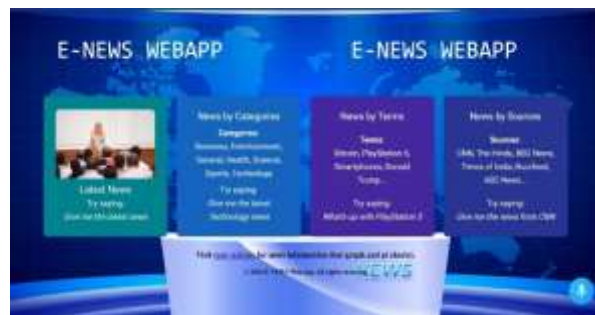 E-NEWS WEBAPP
E-NEWS WEBAPP
Latest News
Try saying:
Give me the latest news
News by Categories
Categories:
Business, Entertainment,
General, Health, Science,
Sports, Technology
Try saying:
Give me the latest
Technology news
News by Terms
Terms:
Bitcoin, PlayStation 5,
Smartphones, Donald
Trump...
Try saying:
What's up with PlayStation 5
News by Sources
Sources:
CNN, The Hindu, BBC News,
Times of India, Buzzfeed,
ABC News...
Try saying:
Give me the news from CNN
NEWS